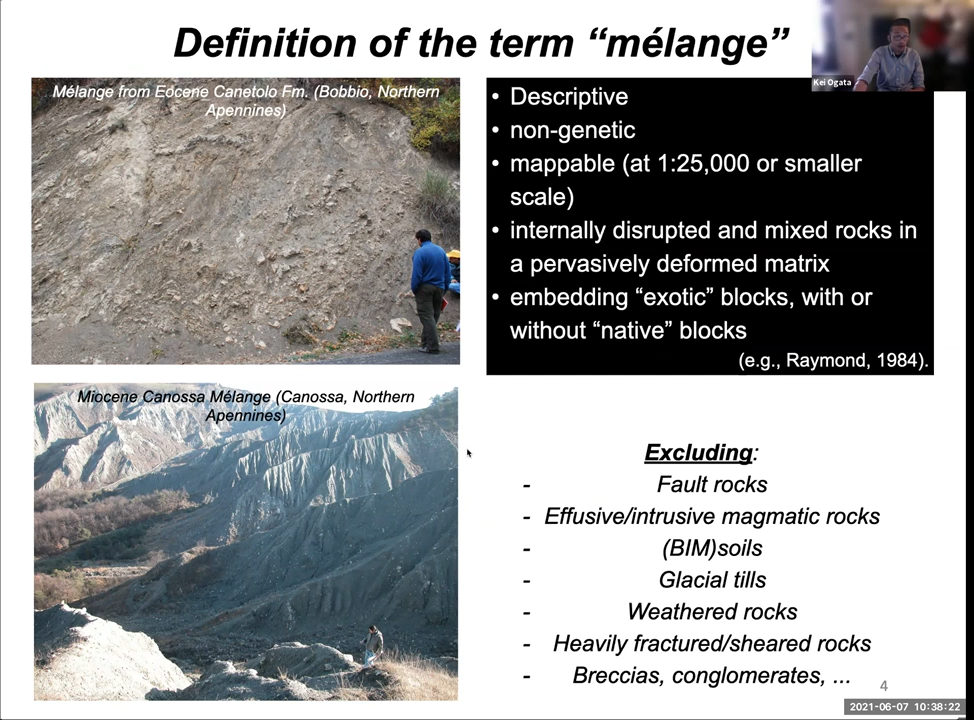 Definition of the term “mélange”
Kei Ogata
Mélange from Eocene Canetolo Fm. (Bobbio, Northern
Apennines)
• Descriptive
• non-genetic
• mappable (at 1:25,000 or smaller
scale)
• internally disrupted and mixed rocks in
a pervasively deformed matrix
• embedding “exotic” blocks, with or
without “native” blocks
(e.g., Raymond, 1984).
Miocene Canossa Mélange (Canossa, Northern
Apennines)
Excluding:
- Fault rocks
- Effusive/intrusive magmatic rocks
- (BIM)soils
- Glacial tills
- Weathered rocks
- Heavily fractured/sheared rocks
- Breccias, conglomerates, ...
4
2021-06-07 10:38:22